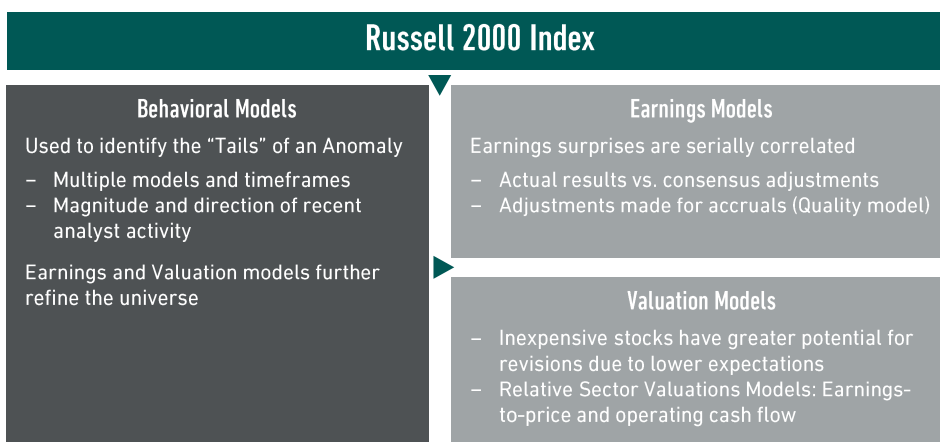 Russell 2000 Index
Behavioral Models
Used to identify the “Tails” of an Anomaly
– Multiple models and timeframes
– Magnitude and direction of recent
analyst activity
Earnings and Valuation models further
refine the universe
Earnings Models
Earnings surprises are serially correlated
– Actual results vs. consensus adjustments
– Adjustments made for accruals (Quality model)
Valuation Models
– Inexpensive stocks have greater potential for
revisions due to lower expectations
– Relative Sector Valuations Models: Earnings-
to-price and operating cash flow